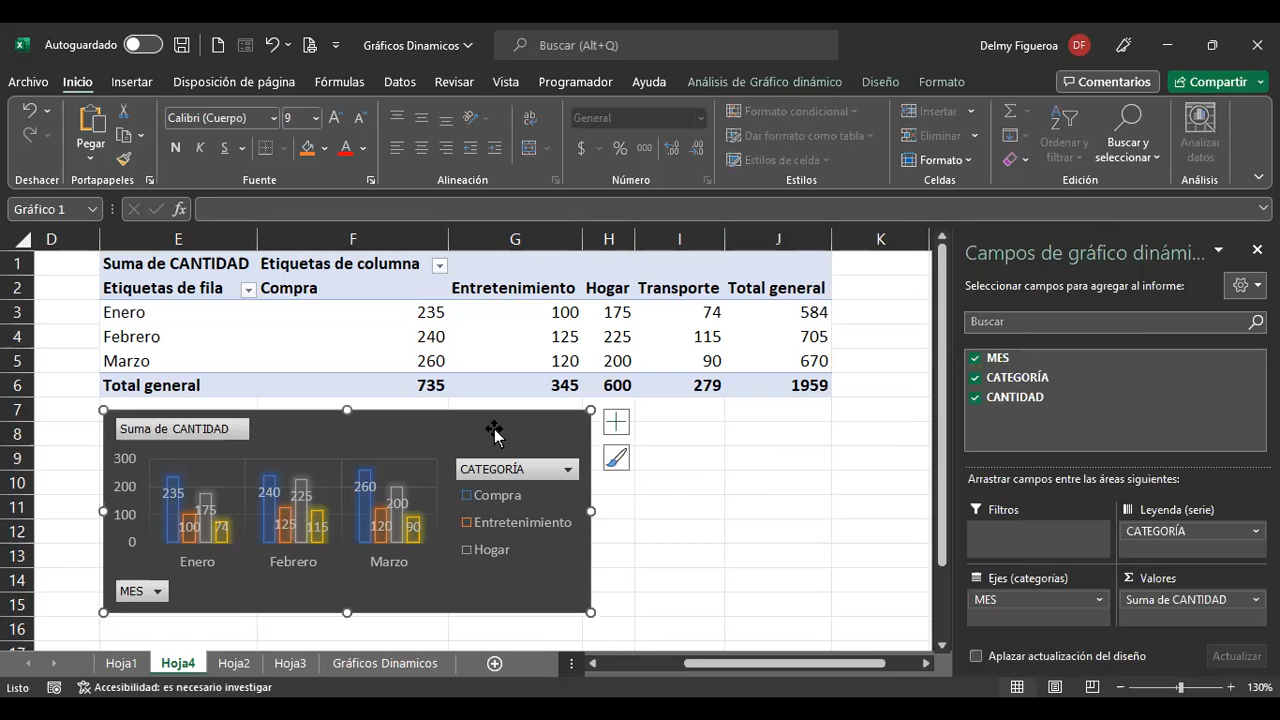 Autoguardado
Gráficos Dinamicos
Buscar (Alt+Q)
Delmy Figueroa
DF
Archivo Inicio Insertar Disposición de página Fórmulas Datos Revisar Vista Programador Ayuda Análisis de Gráfico dinámico Diseño Formato
Comentarios
Compartir
Pegar
Calibri (Cuerpo) 9
N K S
General
$ % 000
Formato condicional
Dar formato como tabla
Estilos de celda
Insertar
Eliminar
Formato
Ordenar y filtrar
Buscar y seleccionar
Analizar datos
Deshacer Portapapeles Fuente Alineación Número Estilos Celdas Edición Análisis
Gráfico 1
D E F G H I J K
1 Suma de CANTIDAD Etiquetas de columna
2 Etiquetas de fila Compra Entretenimiento Hogar Transporte Total general
3 Enero 235 100 175 74 584
4 Febrero 240 125 225 115 705
5 Marzo 260 120 200 90 670
6 Total general 735 345 600 279 1959
7
8
9
10
11
12
13
14
15
16
17
Suma de CANTIDAD
300
200
100
0
235 100 175 74
240 125 225 115
260 120 200 90
Enero Febrero Marzo
CATEGORÍA
Compra
Entretenimiento
Hogar
MES
Campos de gráfico dinámi...
Seleccionar campos para agregar al informe:
Buscar
MES
CATEGORÍA
CANTIDAD
Arrastrar campos entre las áreas siguientes:
Filtros
Leyenda (serie)
CATEGORÍA
Ejes (categorías)
MES
Valores
Suma de CANTIDAD
Aplazar actualización del diseño
Actualizar
Hoja1 Hoja4 Hoja2 Hoja3 Gráficos Dinamicos
Listo
Accesibilidad: es necesario investigar
130%